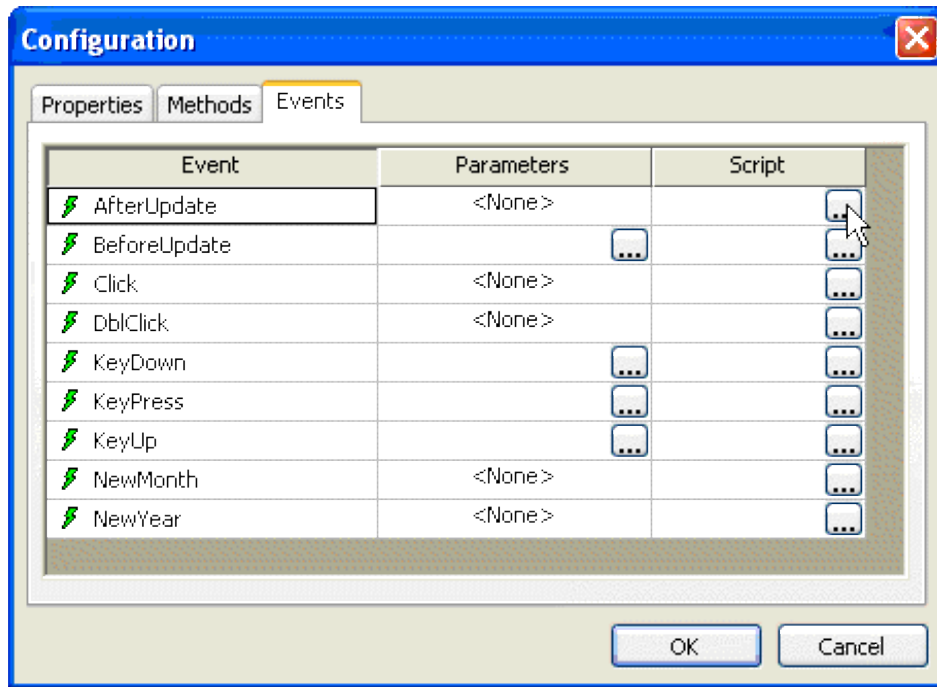 Configuration
Properties Methods Events
Event Parameters Script
AfterUpdate <None> ...
BeforeUpdate ... ...
Click <None> ...
DblClick <None> ...
KeyDown ... ...
KeyPress ... ...
KeyUp ... ...
NewMonth <None> ...
NewYear <None> ...
OK Cancel